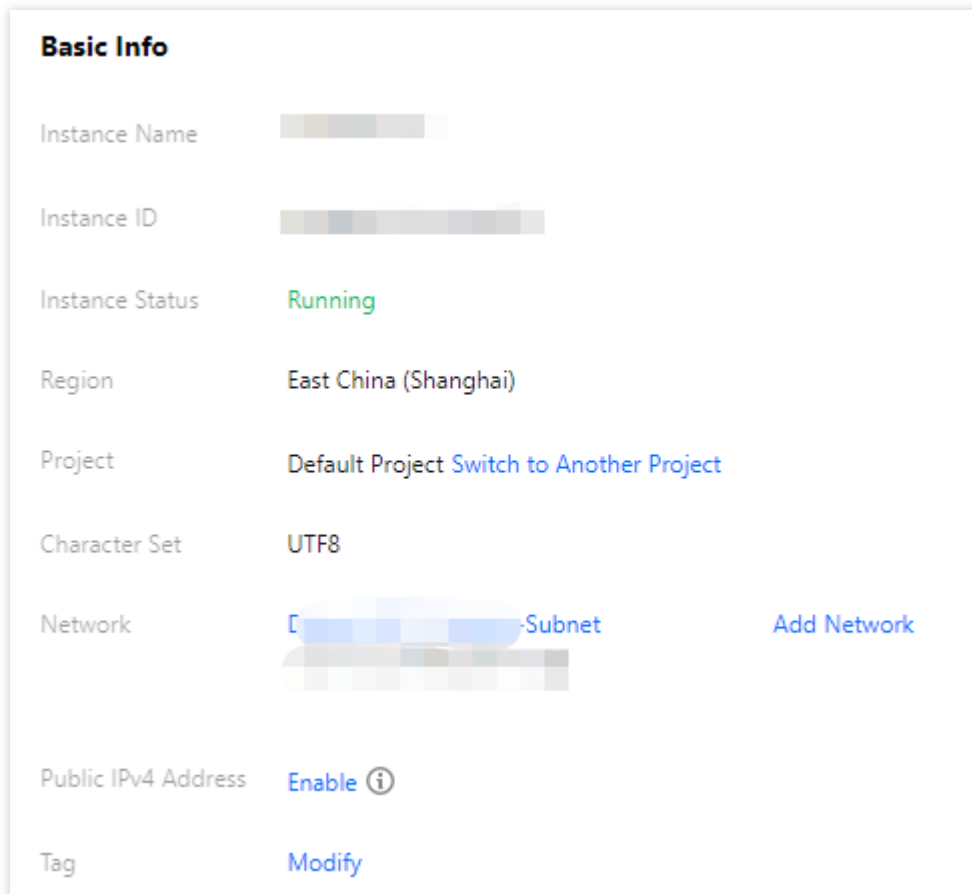 Basic Info
Instance Name
Instance ID
Instance Status Running
Region East China (Shanghai)
Project Default Project Switch to Another Project
Character Set UTF8
Network -Subnet Add Network
Public IPv4 Address Enable
Tag Modify